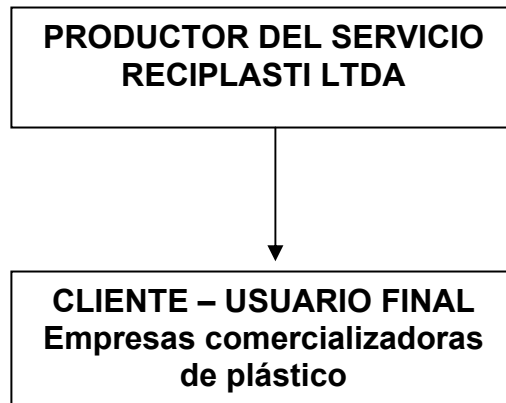 PRODUCTOR DEL SERVICIO
RECIPLASTI LTDA
CLIENTE – USUARIO FINAL
Empresas comercializadoras
de plástico